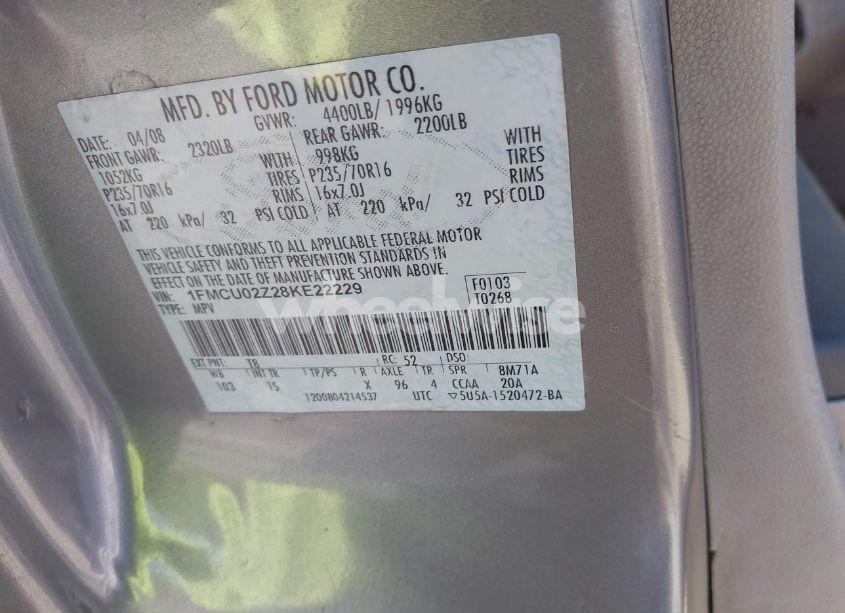 MFD. BY FORD MOTOR CO.
DATE: 04/08 GVWR: 4400LB/ 1996KG
FRONT GAWR: 2320LB REAR GAWR: 2200LB
1052KG WITH 998KG WITH
P235/70R16 TIRES P235/70R16 TIRES
16x7.0J RIMS 16x7.0J RIMS
AT 220 kPa/ 32 PSI COLD AT 220 kPa/ 32 PSI COLD
THIS VEHICLE CONFORMS TO ALL APPLICABLE FEDERAL MOTOR
VEHICLE SAFETY AND THEFT PREVENTION STANDARDS IN
EFFECT ON THE DATE OF MANUFACTURE SHOWN ABOVE.
1FMCU02Z28KE22229 F0103
TYPE: MPV T0268
wheelwise
EXT PNT: T8 RC: 52 DSO:
WB INT TR TP/PS R AXLE TR SPR 8M71A
103 15 X 96 4 CCAA 20A
1200804214537 UTC ▽5U5A-1520472-BA